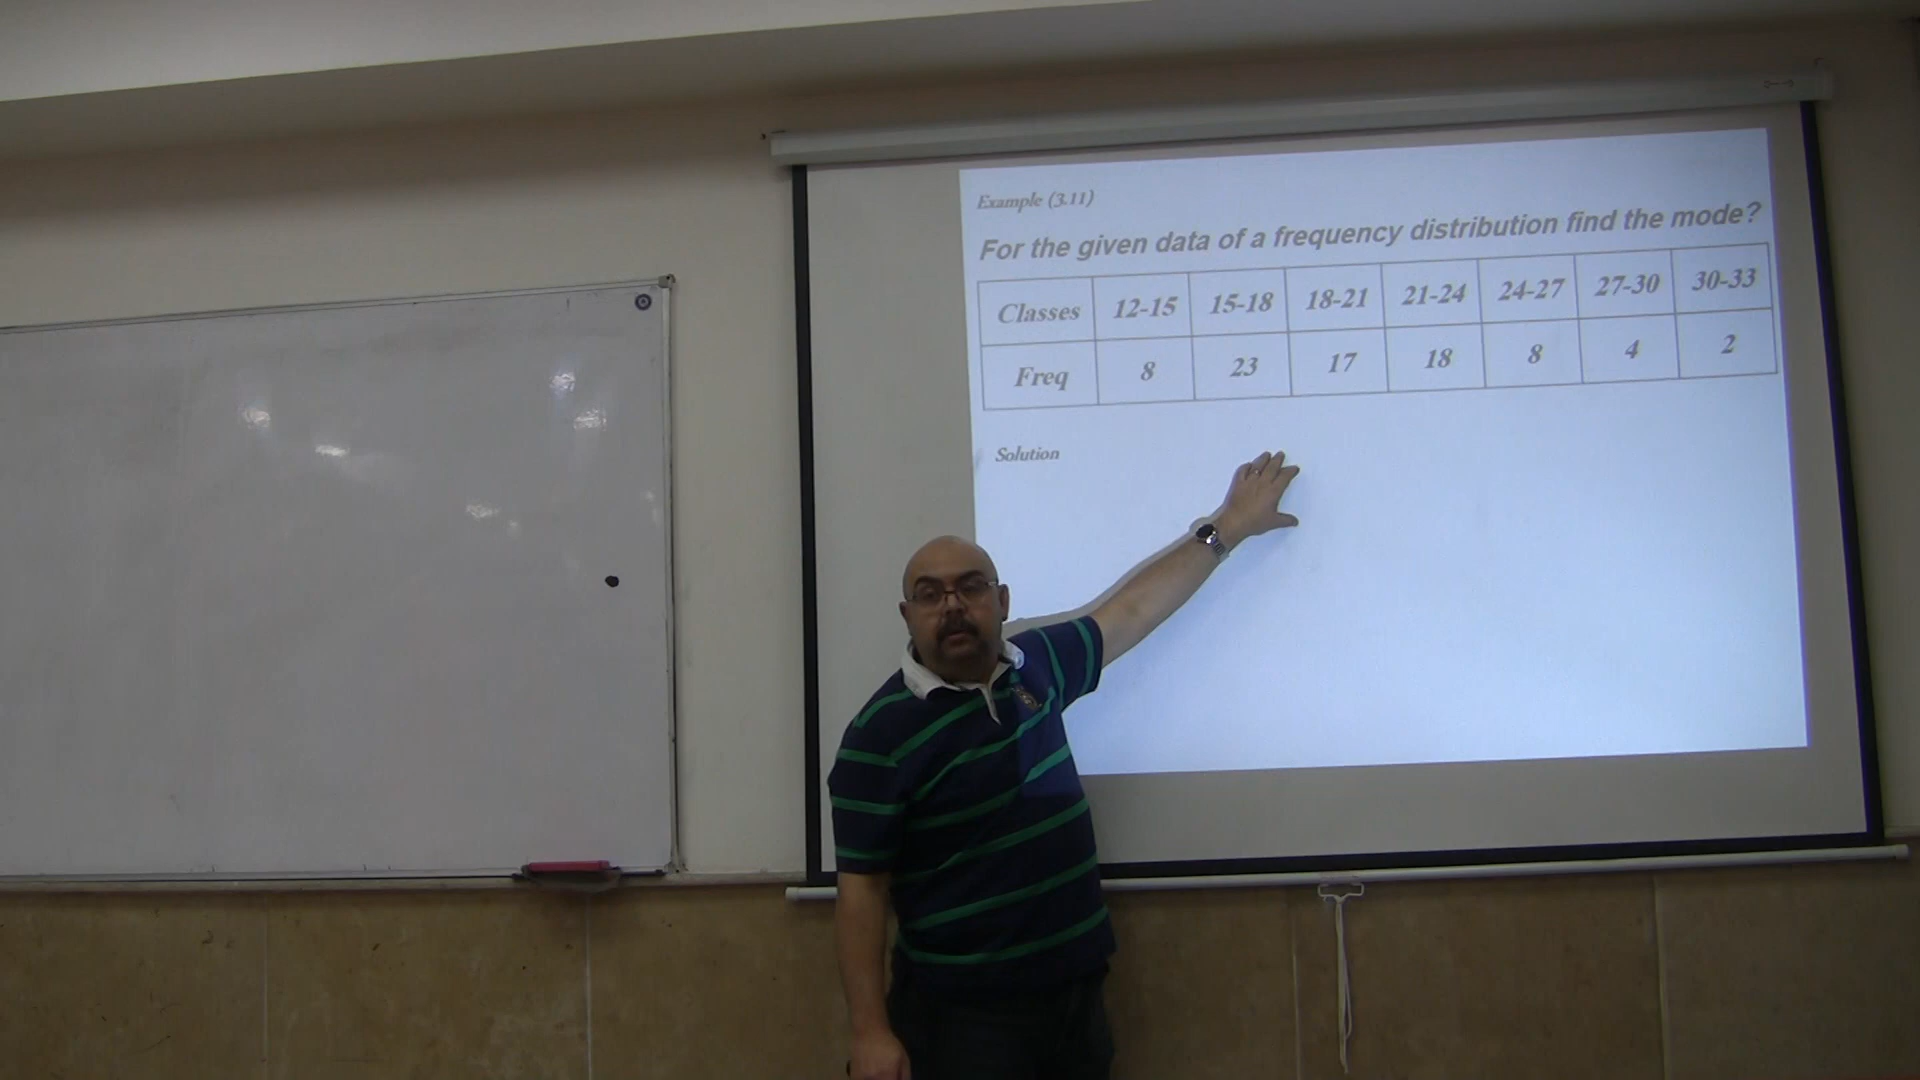 Example (3.11)
For the given data of a frequency distribution find the mode?
Classes 12-15 15-18 18-21 21-24 24-27 27-30 30-33
Freq 8 23 17 18 8 4 2
Solution